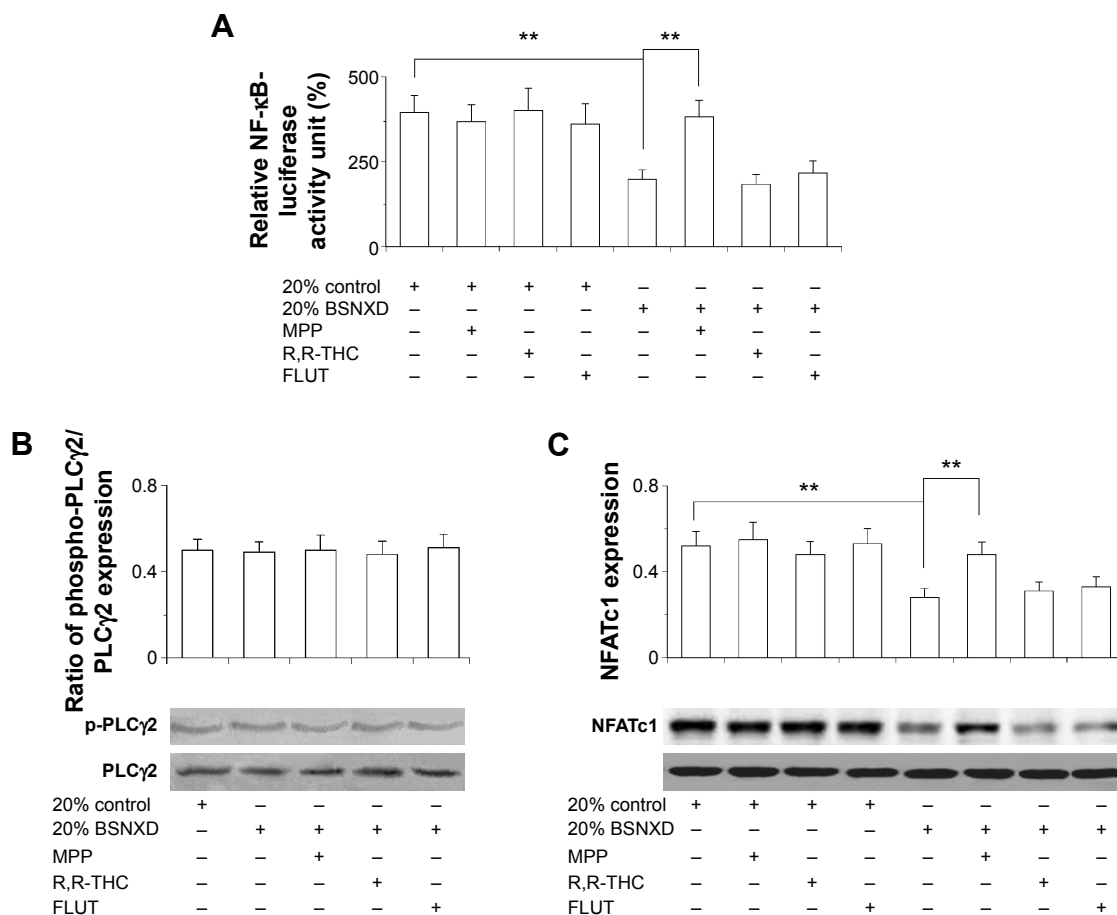 A
** **
Relative NF-κB-
luciferase
activity unit (%)
500
250
0
20% control + + + + – – – –
20% BSNXD – – – – + + + +
MPP – + – – – + – –
R,R-THC – – + – – – + –
FLUT – – – + – – – +
B
Ratio of phospho-PLCγ2/
PLCγ2 expression
0.8
0.4
0
p-PLCγ2
PLCγ2
20% control + – – – –
20% BSNXD – + + + +
MPP – – + – –
R,R-THC – – – + –
FLUT – – – – +
C
** **
NFATc1 expression
0.8
0.4
0
NFATc1
20% control + + + + – – – –
20% BSNXD – – – – + + + +
MPP – + – – – + – –
R,R-THC – – + – – – + –
FLUT – – – + – – – +